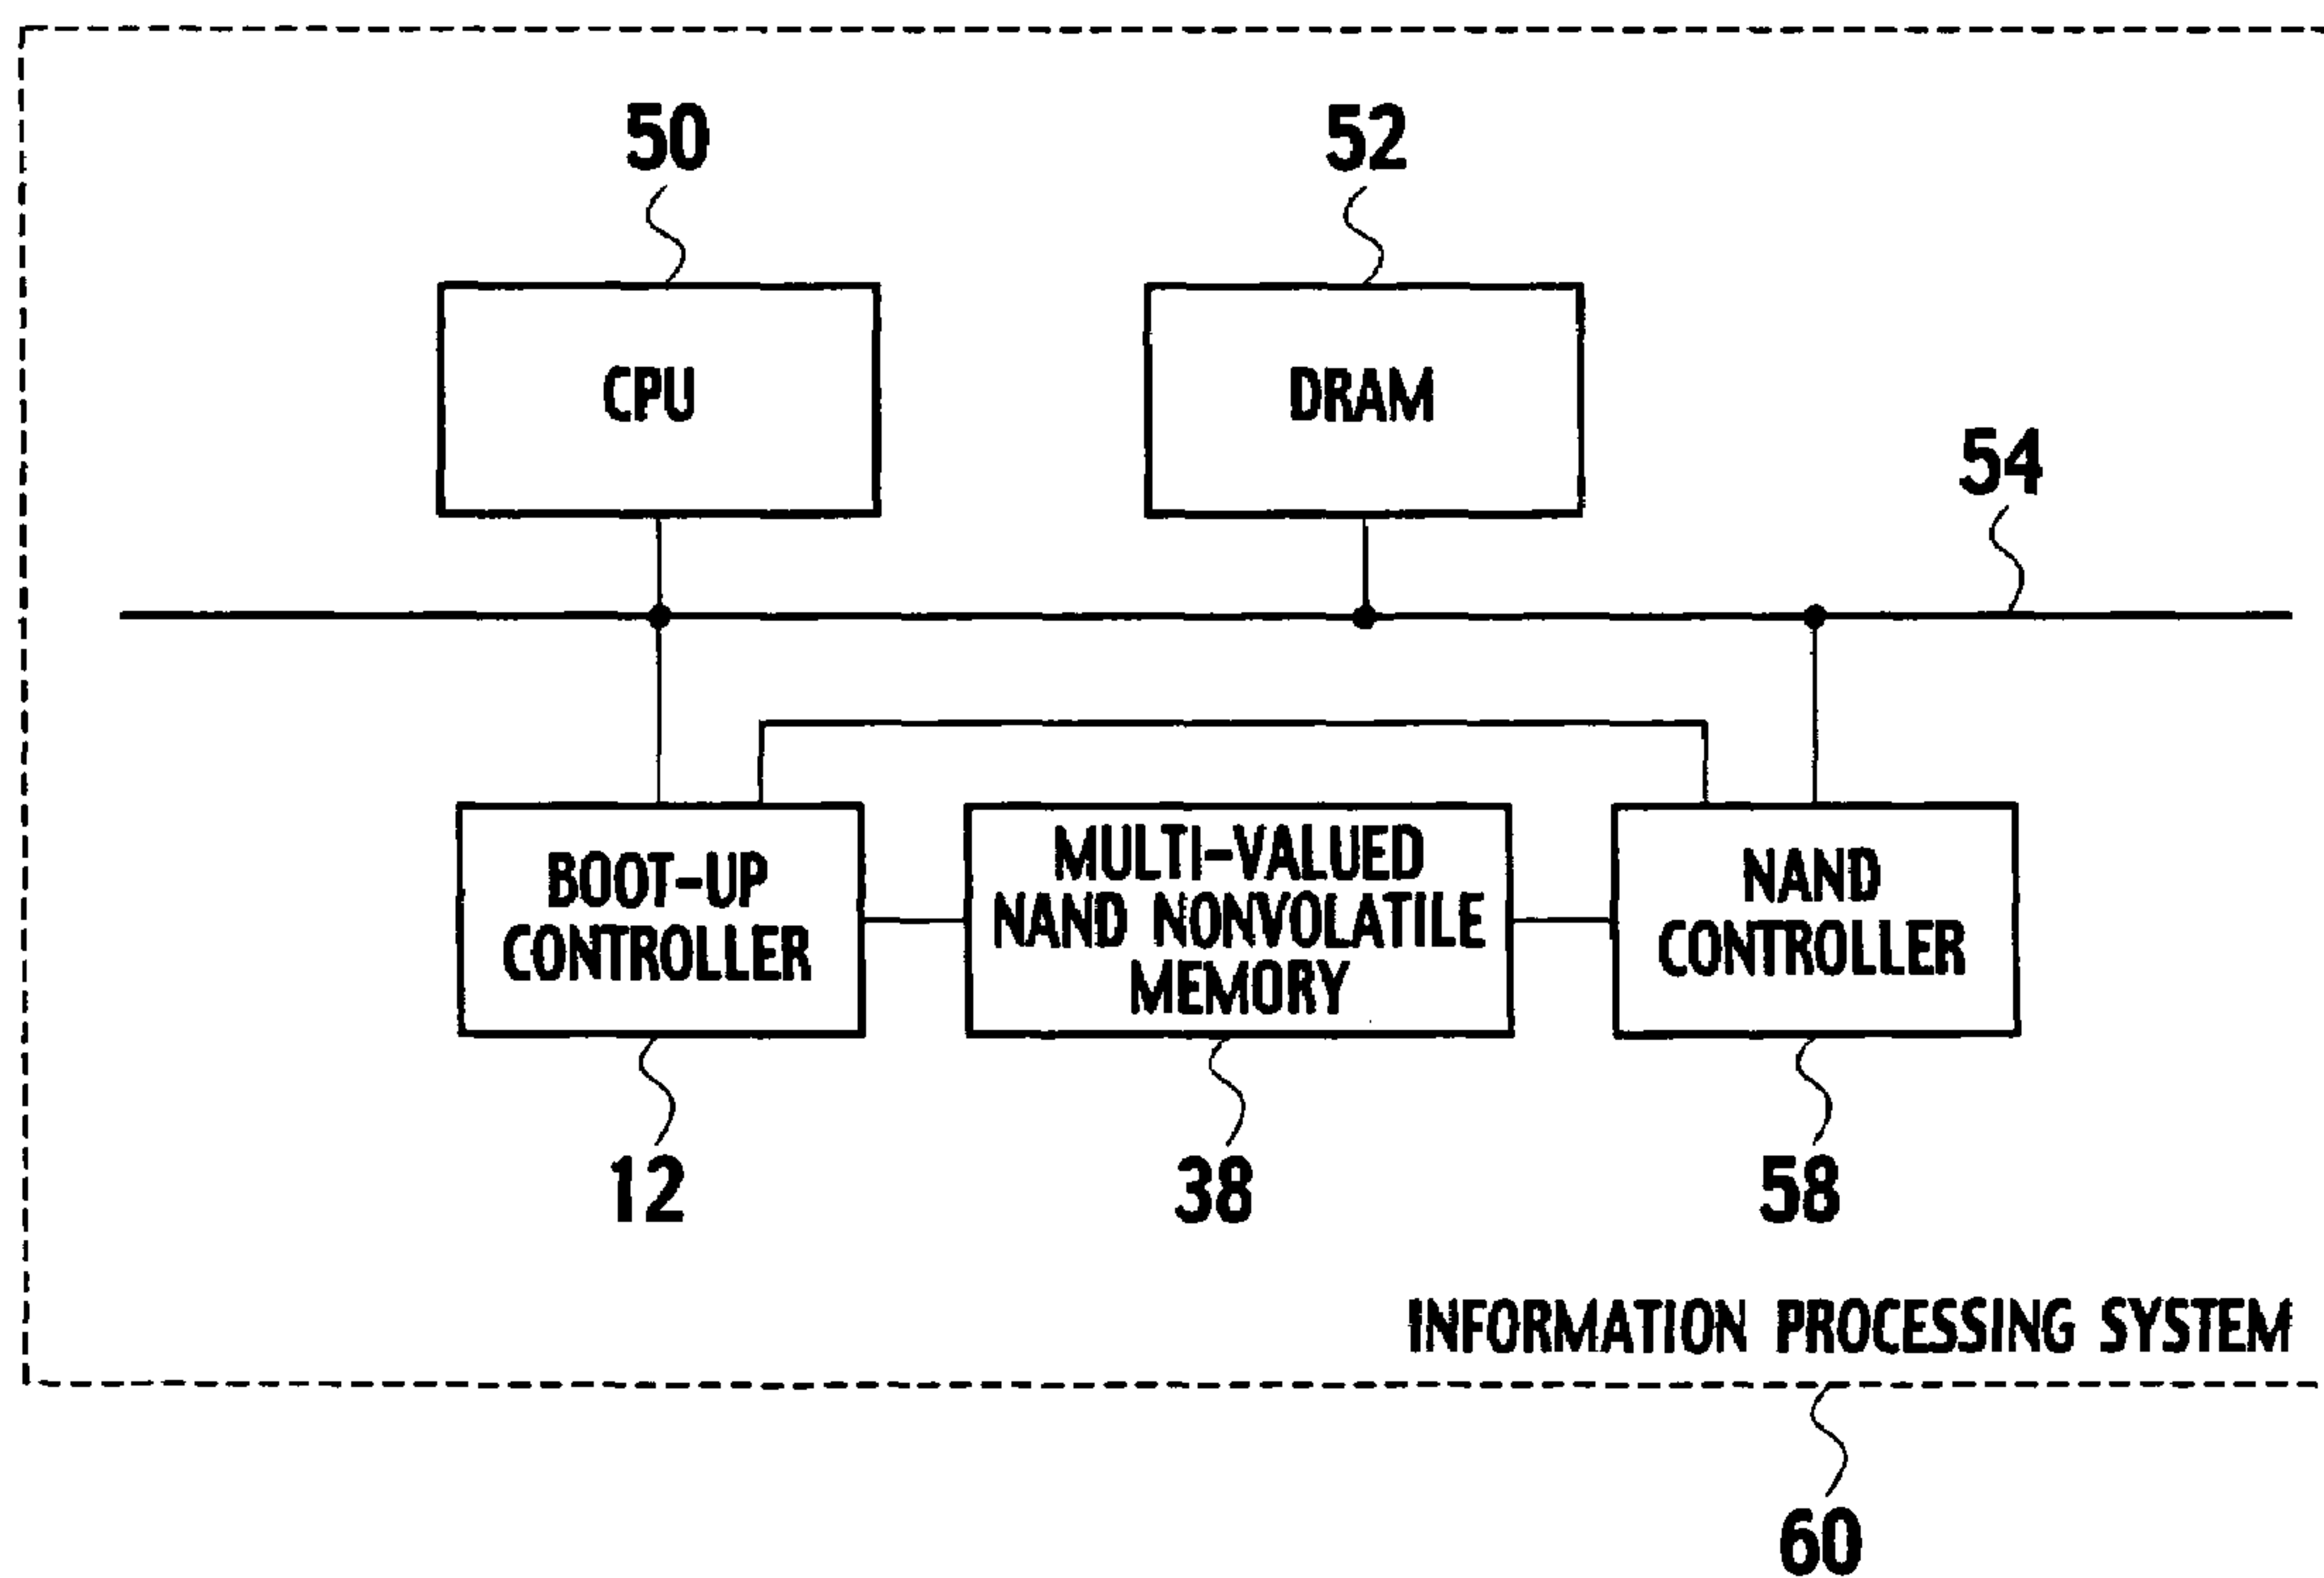 50
52
CPU
DRAM
54
BOOT-UP
CONTROLLER
MULTI-VALUED
NAND NONVOLATILE
MEMORY
NAND
CONTROLLER
12
38
58
INFORMATION PROCESSING SYSTEM
60